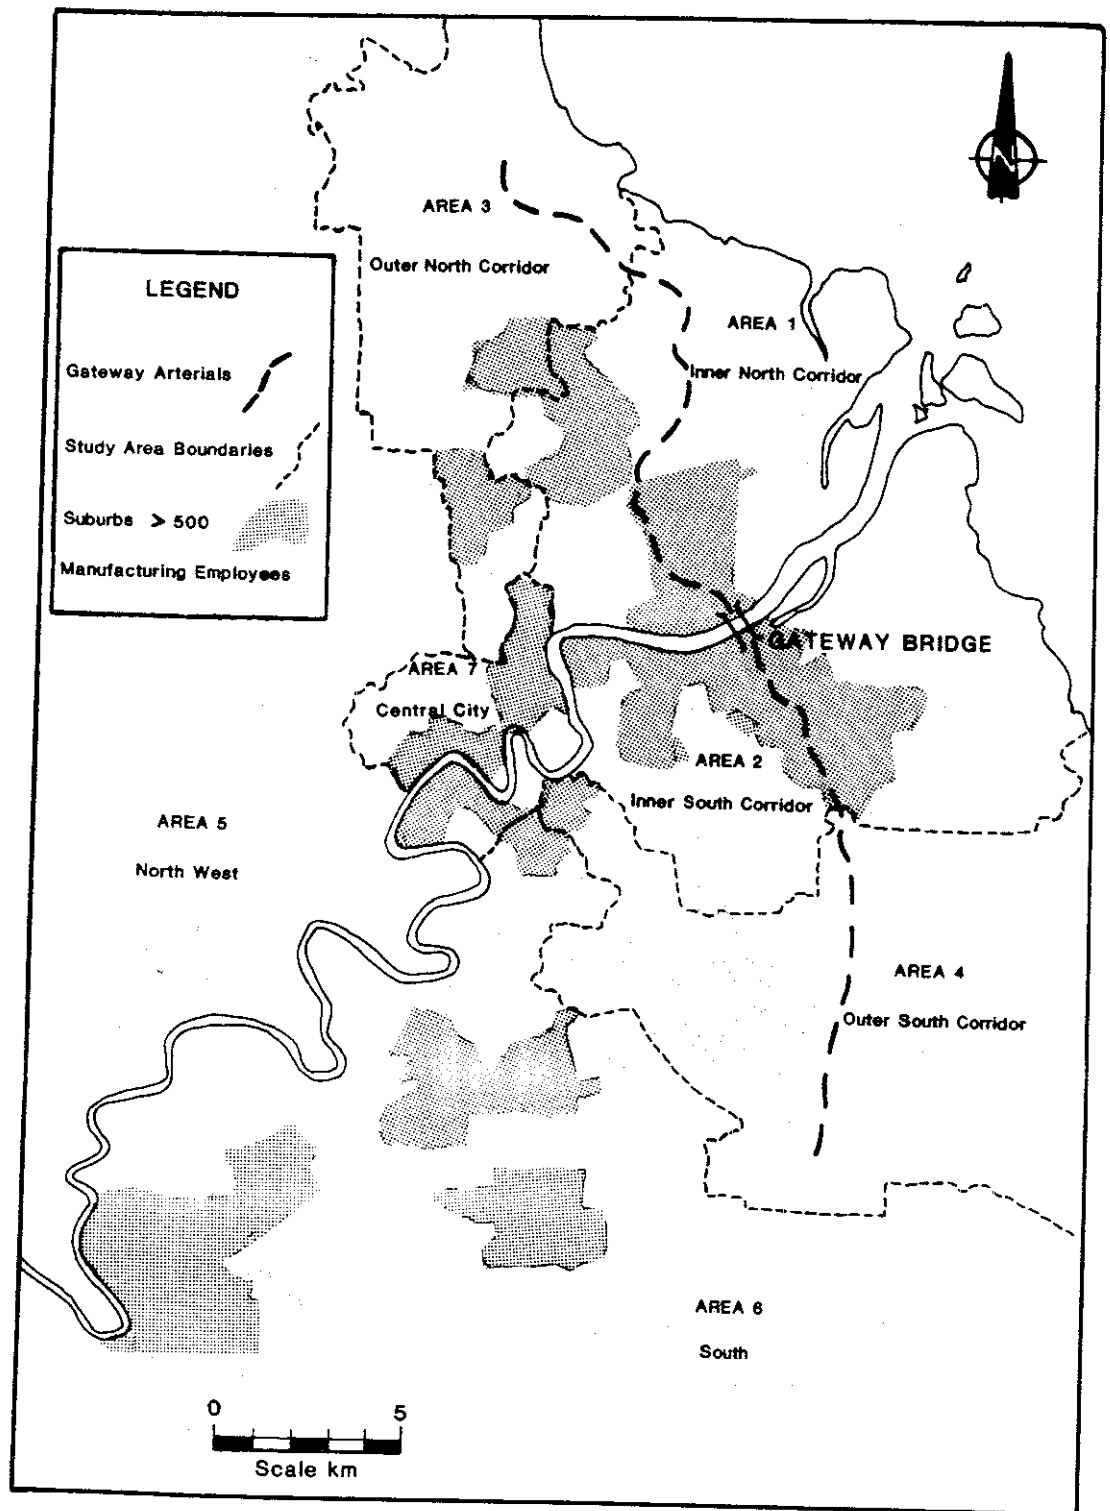 N
AREA 3
Outer North Corridor
LEGEND
Gateway Arterials
Study Area Boundaries
Suburbs > 500
Manufacturing Employees
AREA 1
Inner North Corridor
GATEWAY BRIDGE
AREA 7
Central City
AREA 2
Inner South Corridor
AREA 5
North West
AREA 4
Outer South Corridor
AREA 6
South
0 5
Scale km